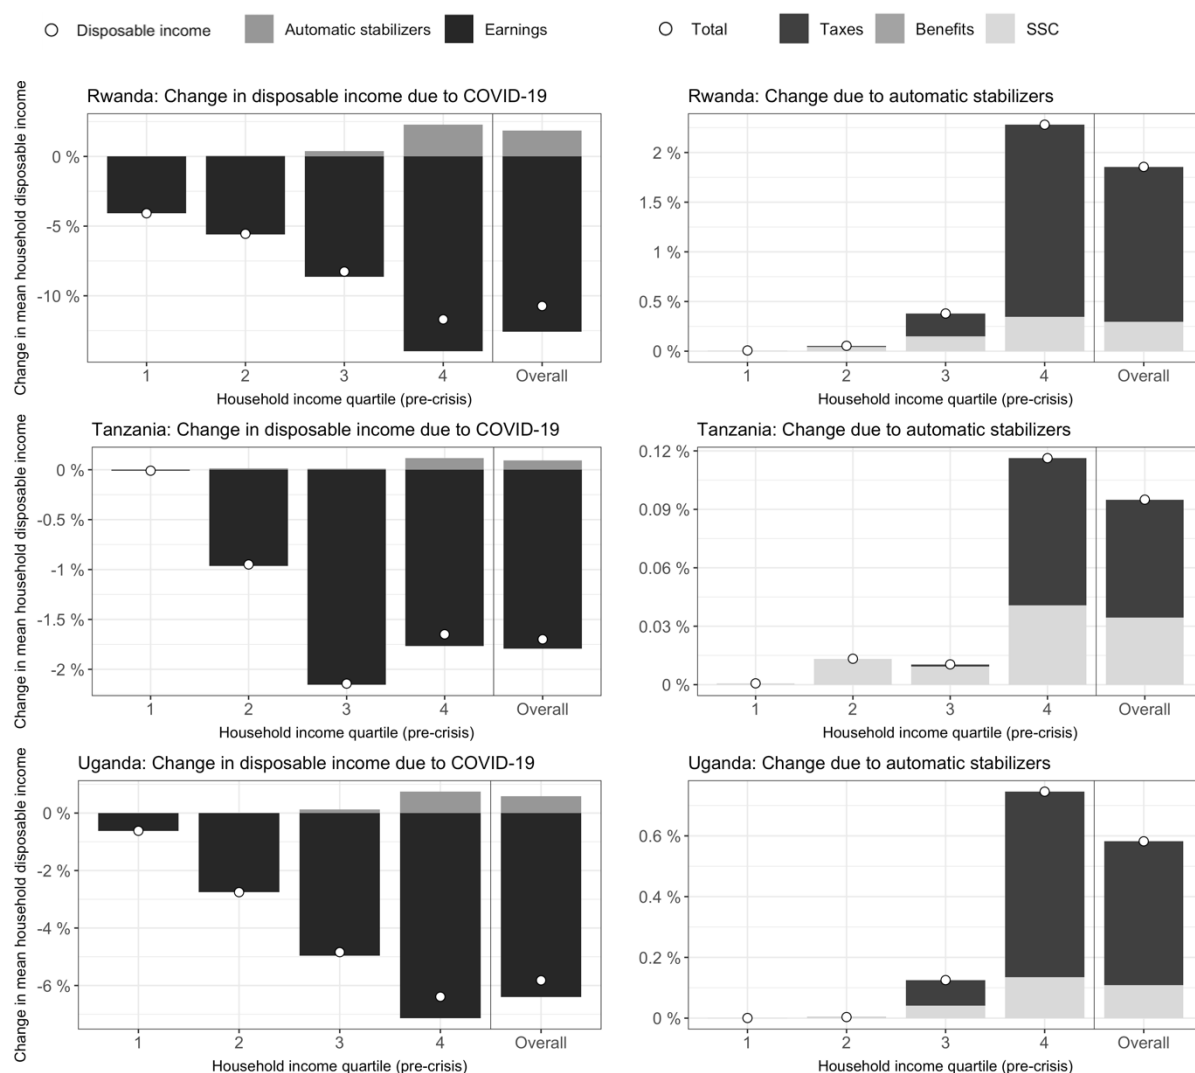 Disposable income Automatic stabilizers Earnings
Total Taxes Benefits SSC
Rwanda: Change in disposable income due to COVID-19
Change in mean household disposable income
0 %
-5 %
-10 %
1 2 3 4 Overall
Household income quartile (pre-crisis)
Rwanda: Change due to automatic stabilizers
2 %
1.5 %
1 %
0.5 %
0 %
1 2 3 4 Overall
Household income quartile (pre-crisis)
Tanzania: Change in disposable income due to COVID-19
Change in mean household disposable income
0 %
-0.5 %
-1 %
-1.5 %
-2 %
1 2 3 4 Overall
Household income quartile (pre-crisis)
Tanzania: Change due to automatic stabilizers
0.12 %
0.09 %
0.06 %
0.03 %
0 %
1 2 3 4 Overall
Household income quartile (pre-crisis)
Uganda: Change in disposable income due to COVID-19
Change in mean household disposable income
0 %
-2 %
-4 %
-6 %
1 2 3 4 Overall
Household income quartile (pre-crisis)
Uganda: Change due to automatic stabilizers
0.6 %
0.4 %
0.2 %
0 %
1 2 3 4 Overall
Household income quartile (pre-crisis)